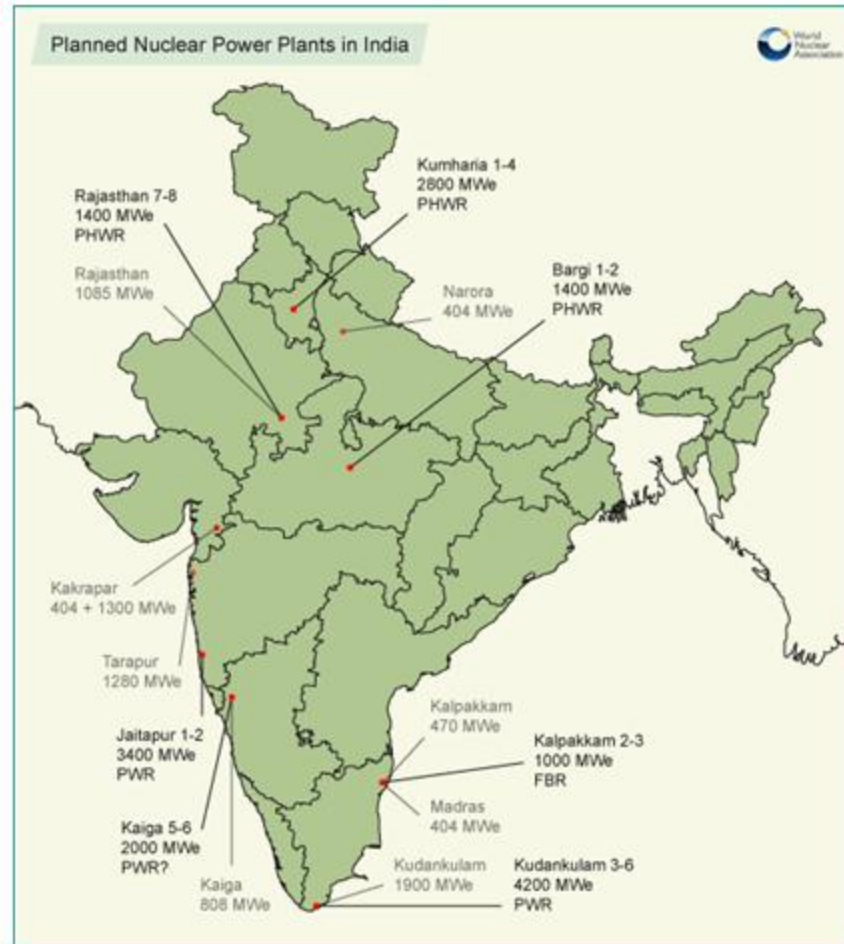 Planned Nuclear Power Plants in India
World
Nuclear
Association
Kumharia 1-4
2800 MWe
PHWR
Rajasthan 7-8
1400 MWe
PHWR
Rajasthan
1085 MWe
Bargi 1-2
1400 MWe
PHWR
Narora
404 MWe
Kakrapar
404 + 1300 MWe
Tarapur
1280 MWe
Jaitapur 1-2
3400 MWe
PWR
Kaiga 5-6
2000 MWe
PWR?
Kaiga
808 MWe
Kalpakkam
470 MWe
Kalpakkam 2-3
1000 MWe
FBR
Madras
404 MWe
Kudankulam
1900 MWe
Kudankulam 3-6
4200 MWe
PWR